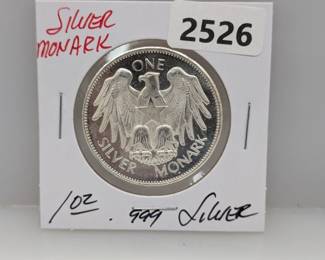 SILVER
MONARK
2526
ONE
SILVER MONARK
1oz .999 SILVER